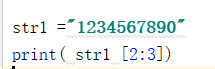 str1 ="1234567890"
print( str1 [2:3])